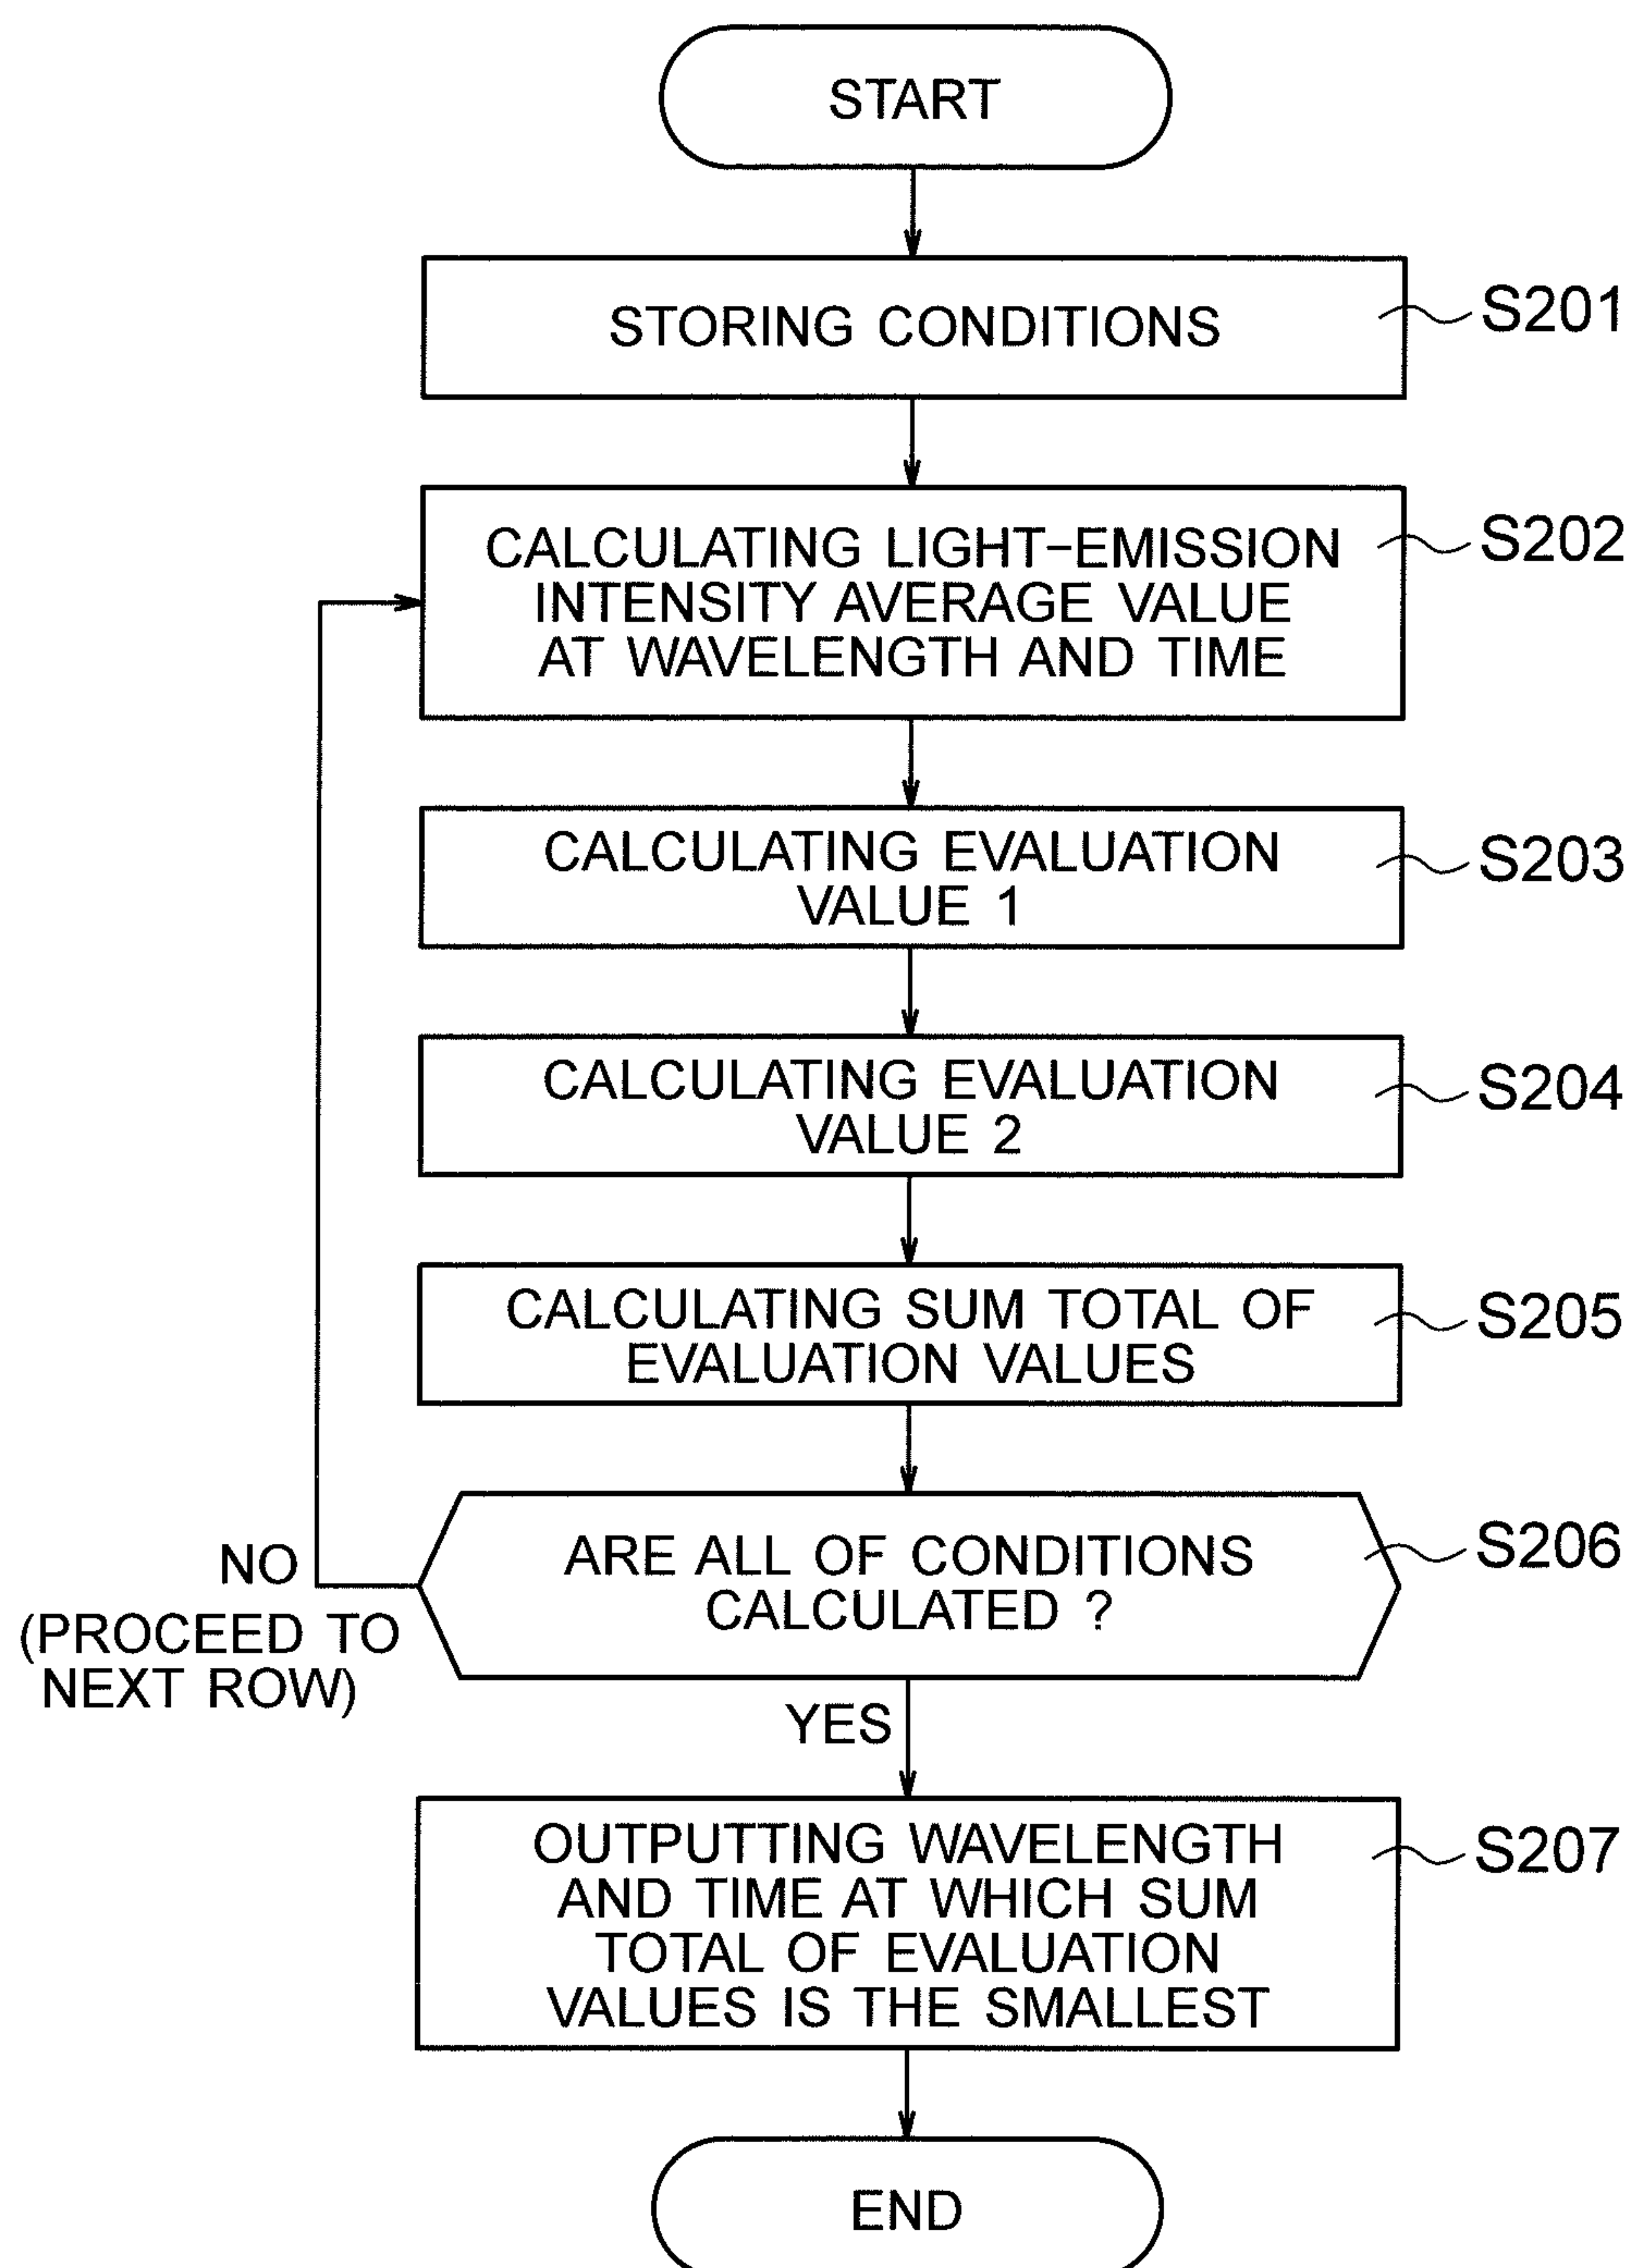 START
STORING CONDITIONS
S201
CALCULATING LIGHT-EMISSION
INTENSITY AVERAGE VALUE
AT WAVELENGTH AND TIME
S202
CALCULATING EVALUATION
VALUE 1
S203
CALCULATING EVALUATION
VALUE 2
S204
CALCULATING SUM TOTAL OF
EVALUATION VALUES
S205
ARE ALL OF CONDITIONS
CALCULATED ?
S206
NO
(PROCEED TO
NEXT ROW)
YES
OUTPUTTING WAVELENGTH
AND TIME AT WHICH SUM
TOTAL OF EVALUATION
VALUES IS THE SMALLEST
S207
END